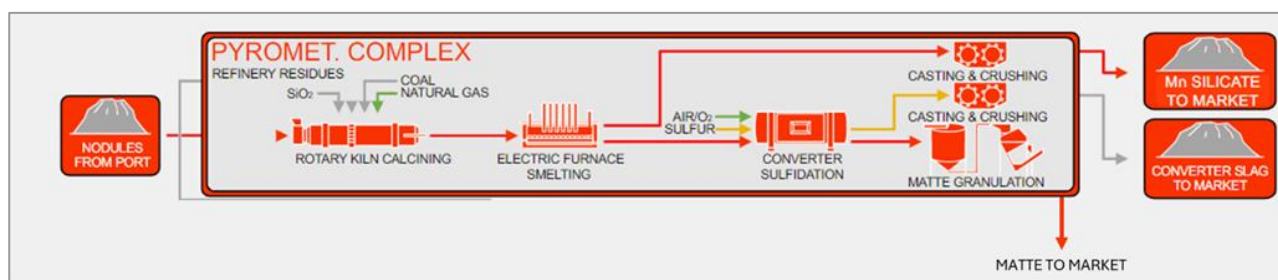 PYROMET. COMPLEX
REFINERY RESIDUES
COAL
SiO₂
NATURAL GAS
NODULES
FROM PORT
ROTARY KILN CALCINING
ELECTRIC FURNACE
SMELTING
AIR/O₂
SULFUR
CONVERTER
SULFIDATION
CASTING & CRUSHING
CASTING & CRUSHING
MATTE GRANULATION
Mn SILICATE
TO MARKET
CONVERTER SLAG
TO MARKET
MATTE TO MARKET